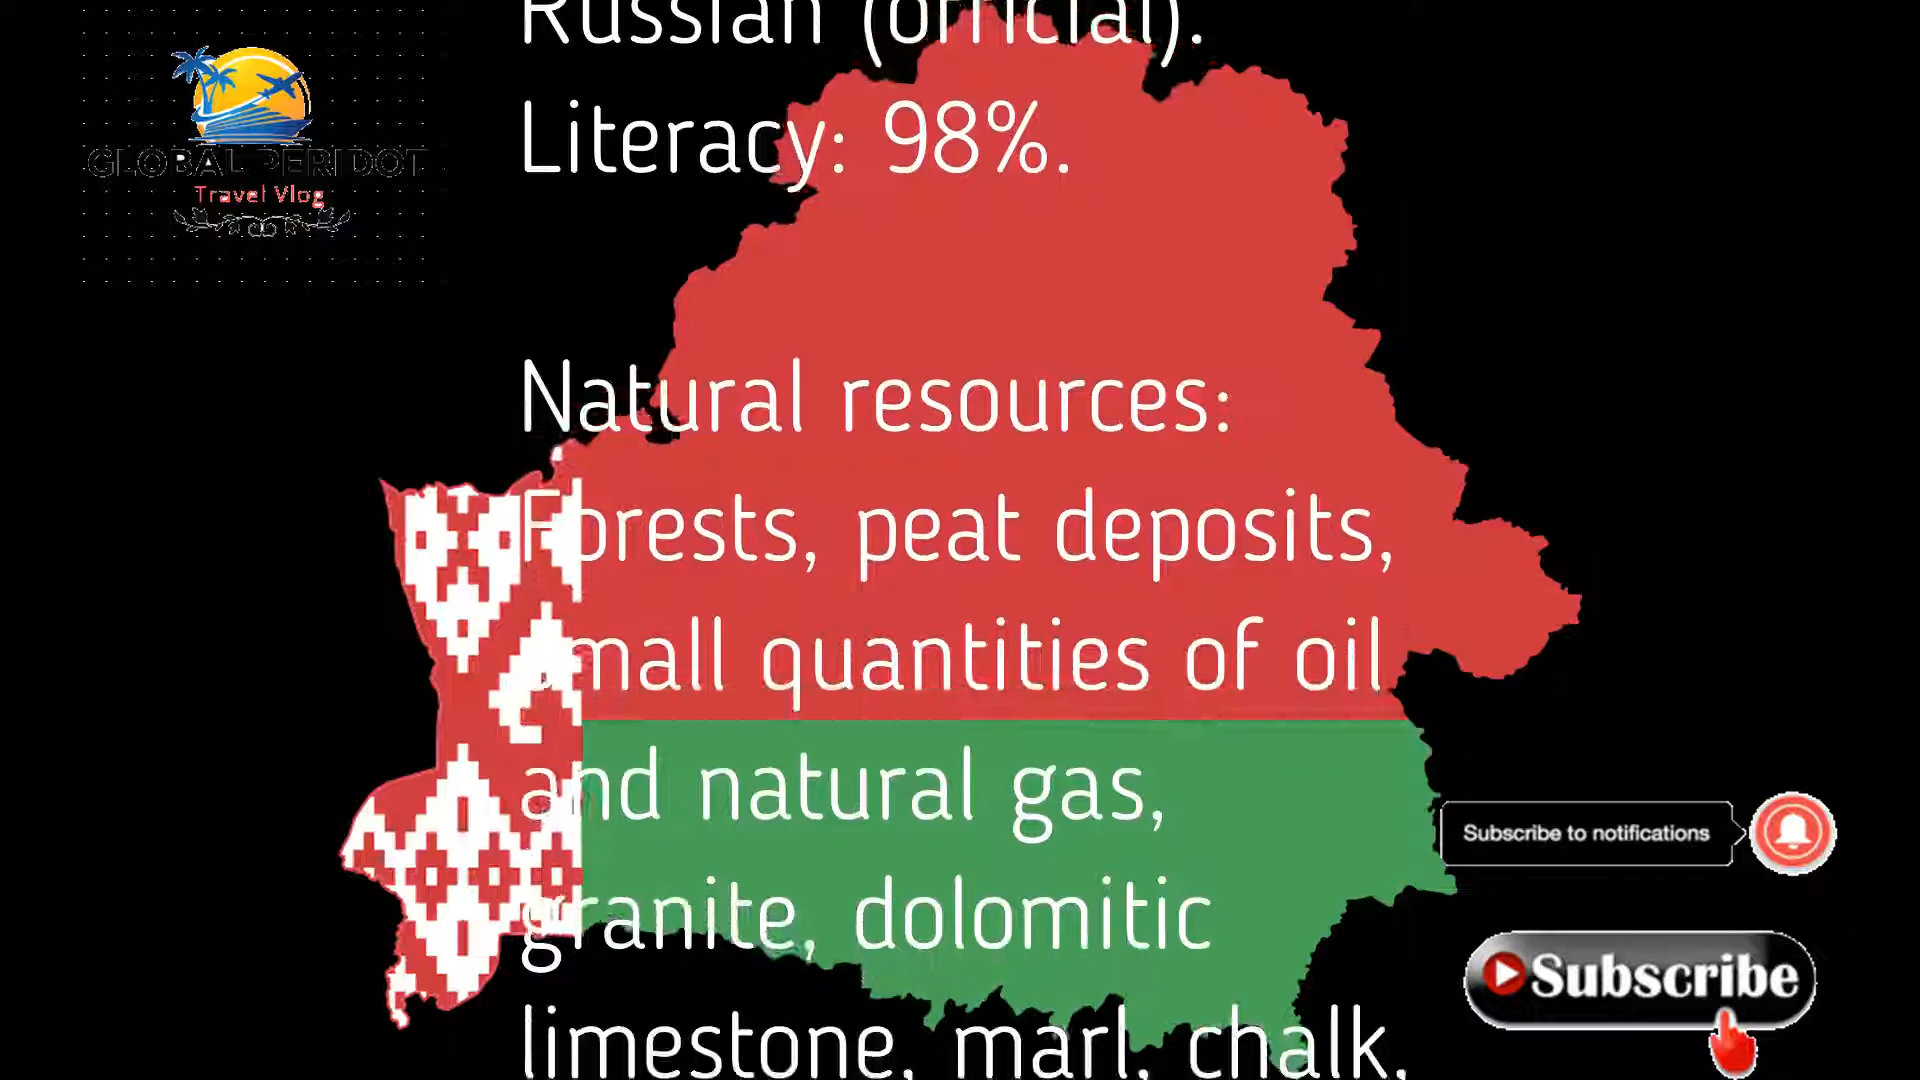 GLOBAL PERIDOT
Travel Vlog
Russian (official).
Literacy: 98%.
Natural resources:
Forests, peat deposits,
small quantities of oil
and natural gas,
granite, dolomitic
limestone, marl, chalk,
Subscribe to notifications
Subscribe